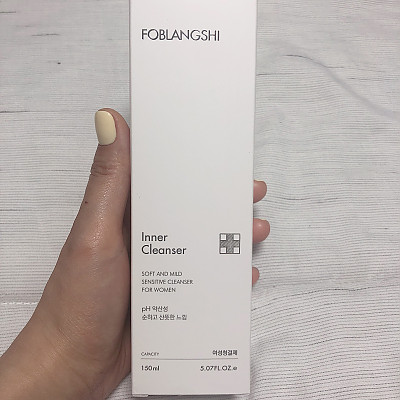 FOBLANGSHI
Inner
Cleanser
SOFT AND MILD
SENSITIVE CLEANSER
FOR WOMEN
pH 약산성
순하고 산뜻한 느낌
CAPACITY 여성청결제
150ml 5.07FL.OZ.e